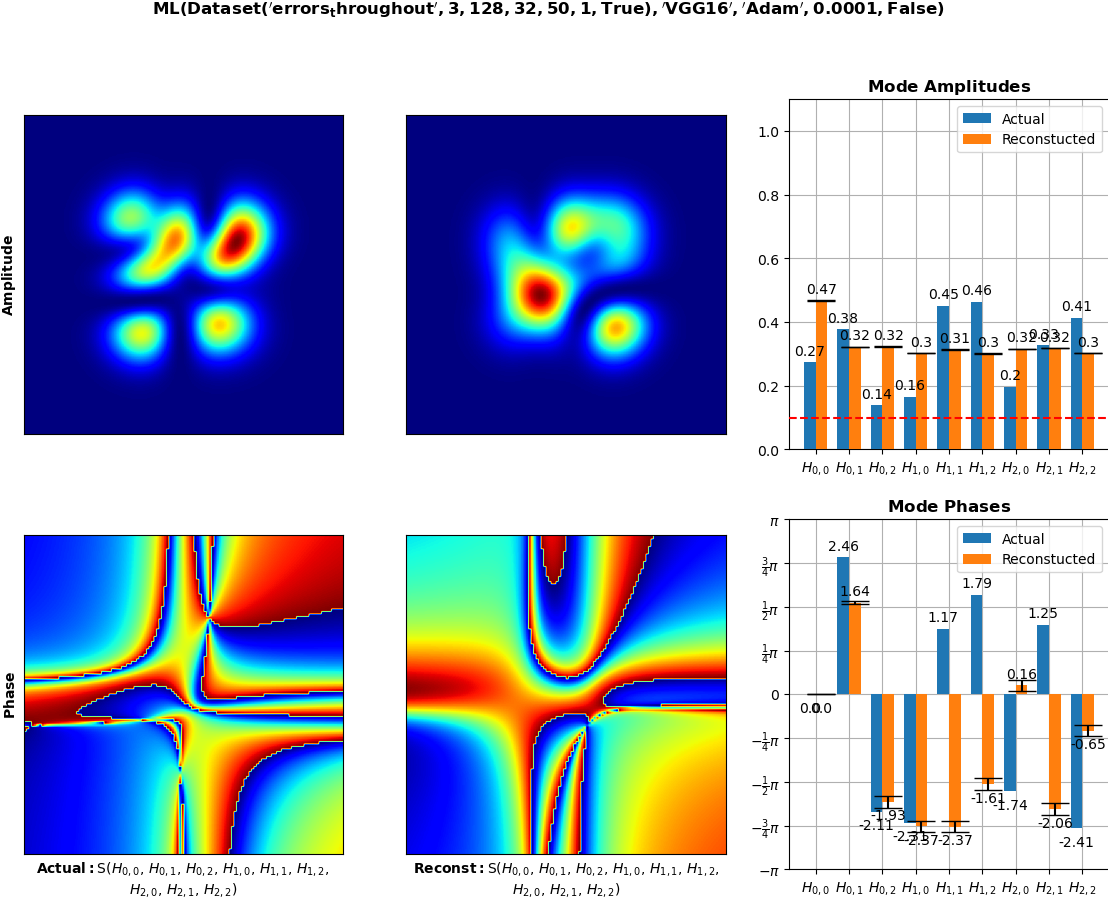 ML(Dataset('errors_throughout', 3, 128, 32, 50, 1, True), 'VGG16', 'Adam', 0.0001, False)
Amplitude
Mode Amplitudes
Actual
Reconstucted
1.0
0.8
0.6
0.4
0.2
0.0
0.27
0.47
0.38
0.32
0.14
0.32
0.16
0.3
0.45
0.31
0.46
0.3
0.2
0.32
0.33
0.32
0.41
0.3
H0,0 H0,1 H0,2 H1,0 H1,1 H1,2 H2,0 H2,1 H2,2
Phase
Actual: S(H0,0, H0,1, H0,2, H1,0, H1,1, H1,2,
H2,0, H2,1, H2,2)
Reconst: S(H0,0, H0,1, H0,2, H1,0, H1,1, H1,2,
H2,0, H2,1, H2,2)
Mode Phases
Actual
Reconstucted
π
3/4π
1/2π
1/4π
0
−1/4π
−1/2π
−3/4π
−π
0.0
0.0
2.46
1.64
-2.11
-1.93
-2.37
1.17
-2.37
1.79
-1.61
-1.74
0.16
1.25
-2.06
-2.41
-0.65
H0,0 H0,1 H0,2 H1,0 H1,1 H1,2 H2,0 H2,1 H2,2